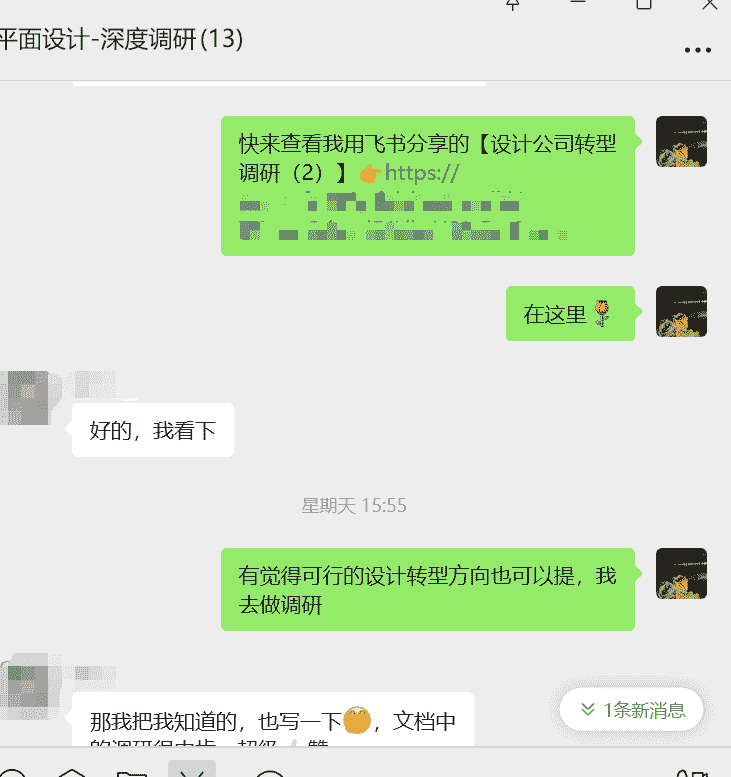 平面设计-深度调研(13)
快来查看我用飞书分享的【设计公司转型
调研（2）】👉https://
在这里
好的，我看下
星期天 15:55
有觉得可行的设计转型方向也可以提，我
去做调研
那我把我知道的，也写一下，文档中
1条新消息